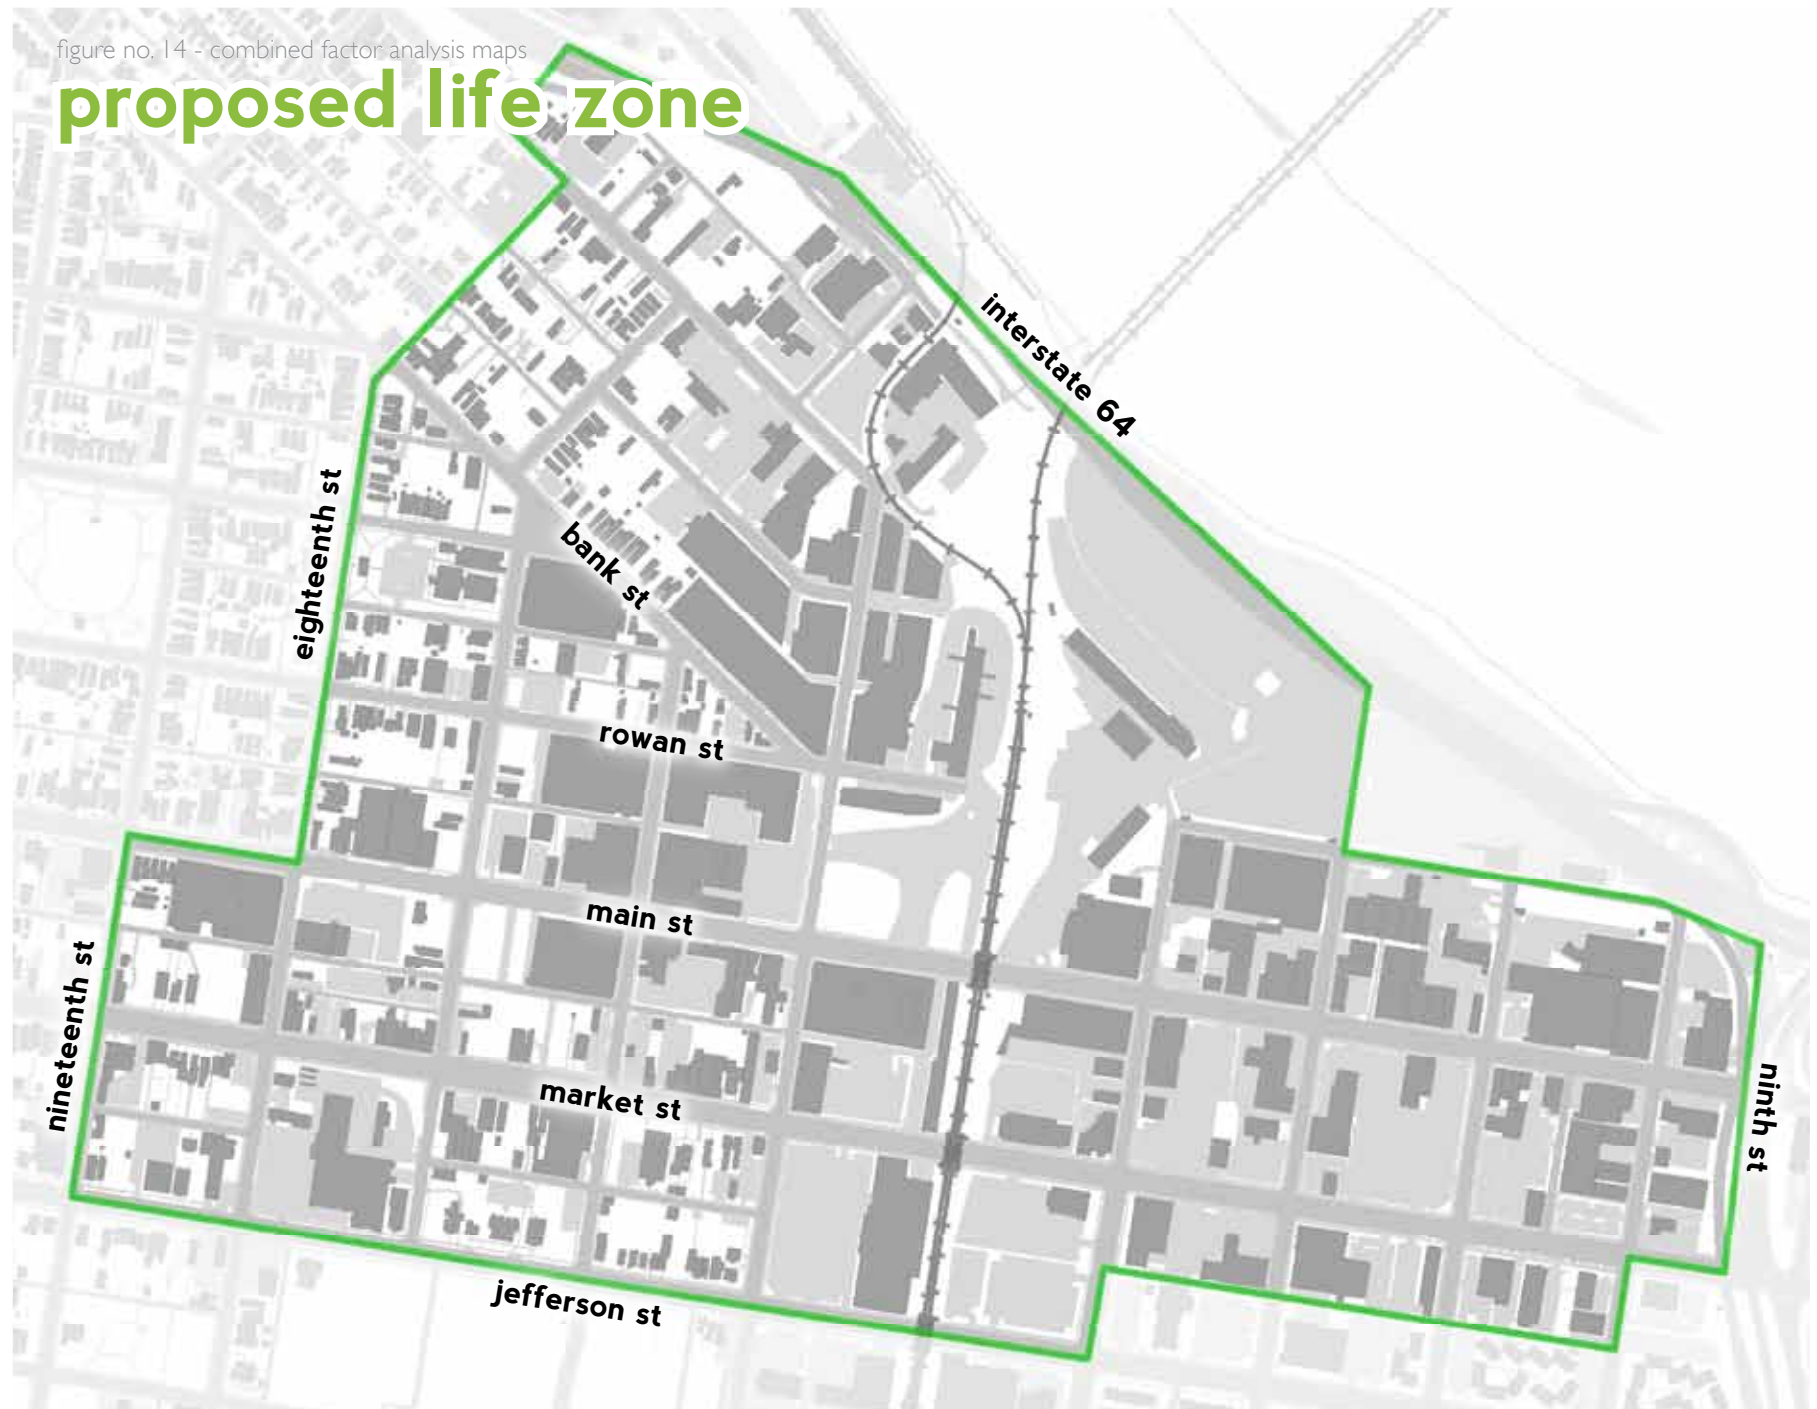 figure no. 14 - combined factor analysis maps
proposed life zone
interstate 64
eighteenth st
bank st
rowan st
main st
nineteenth st
market st
ninth st
jefferson st